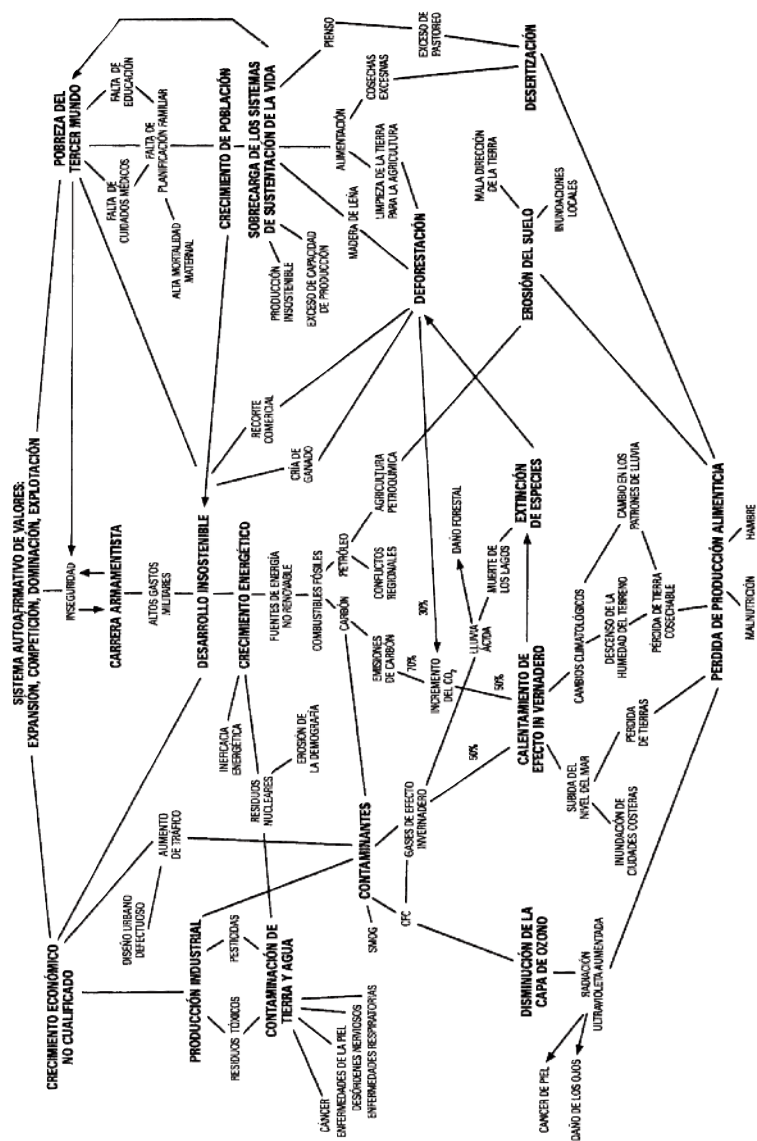 SISTEMA AUTOAFIRMATIVO DE VALORES:
EXPANSIÓN, COMPETICIÓN, DOMINACIÓN, EXPLOTACIÓN
CRECIMIENTO ECONÓMICO
NO CUALIFICADO
INSEGURIDAD
POBREZA DEL
TERCER MUNDO
CARRERA ARMAMENTISTA
FALTA DE
CUIDADOS MÉDICOS
FALTA DE
EDUCACIÓN
DISEÑO URBANO
DEFECTUOSO
AUMENTO
DE TRÁFICO
ALTOS GASTOS
MILITARES
FALTA DE
PLANIFICACIÓN FAMILIAR
ALTA MORTALIDAD
MATERNAL
PRODUCCIÓN INDUSTRIAL
DESARROLLO INSOSTENIBLE
CRECIMIENTO DE POBLACIÓN
RESIDUOS TÓXICOS
PESTICIDAS
INEFICACIA
ENERGÉTICA
CRECIMIENTO ENERGÉTICO
RECORTE
COMERCIAL
SOBRECARGA DE LOS SISTEMAS
DE SUSTENTACIÓN DE LA VIDA
CONTAMINACIÓN DE
TIERRA Y AGUA
RESIDUOS
NUCLEARES
FUENTES DE ENERGÍA
NO RENOVABLE
CRÍA DE
GANADO
PRODUCCIÓN
INSOSTENIBLE
EXCESO DE CAPACIDAD
DE PRODUCCIÓN
PIENSO
EROSIÓN DE
LA DEMOGRAFÍA
COMBUSTIBLES FÓSILES
CÁNCER
ENFERMEDADES DE LA PIEL
DESÓRDENES NERVIOSOS
ENFERMEDADES RESPIRATORIAS
CARBÓN
PETRÓLEO
MADERA DE LEÑA
ALIMENTACIÓN
SMOG
CONTAMINANTES
EMISIONES
DE CARBÓN
CONFLICTOS
REGIONALES
AGRICULTURA
PETROQUIMICA
LIMPIEZA DE LA TIERRA
PARA LA AGRICULTURA
COSECHAS
EXCESIVAS
CFC
GASES DE EFECTO
INVERNADERO
70%
30%
DEFORESTACIÓN
EXCESO DE
PASTOREO
INCREMENTO
DEL CO₂
LLUVIA
ÁCIDA
DAÑO FORESTAL
50%
50%
MUERTE DE
LOS LAGOS
MALA DIRECCIÓN
DE LA TIERRA
DISMINUCIÓN DE LA
CAPA DE OZONO
CALENTAMIENTO DE
EFECTO IN VERNADERO
EXTINCIÓN
DE ESPECIES
EROSIÓN DEL SUELO
DESERTIZACIÓN
INUNDACIONES
LOCALES
RADIACIÓN
ULTRAVIOLETA AUMENTADA
SUBIDA DEL
NIVEL DEL MAR
CAMBIOS CLIMATOLÓGICOS
CANCER DE PIEL
DAÑO DE LOS OJOS
INUNDACIÓN DE
CIUDADES COSTERAS
PERDIDA
DE TIERRAS
DESCENSO DE LA
HUMEDAD DEL TERRENO
CAMBIO EN LOS
PATRONES DE LLUVIA
PÉRDIDA DE TIERRA
COSECHABLE
PERDIDA DE PRODUCCIÓN ALIMENTICIA
MALNUTRICIÓN
HAMBRE